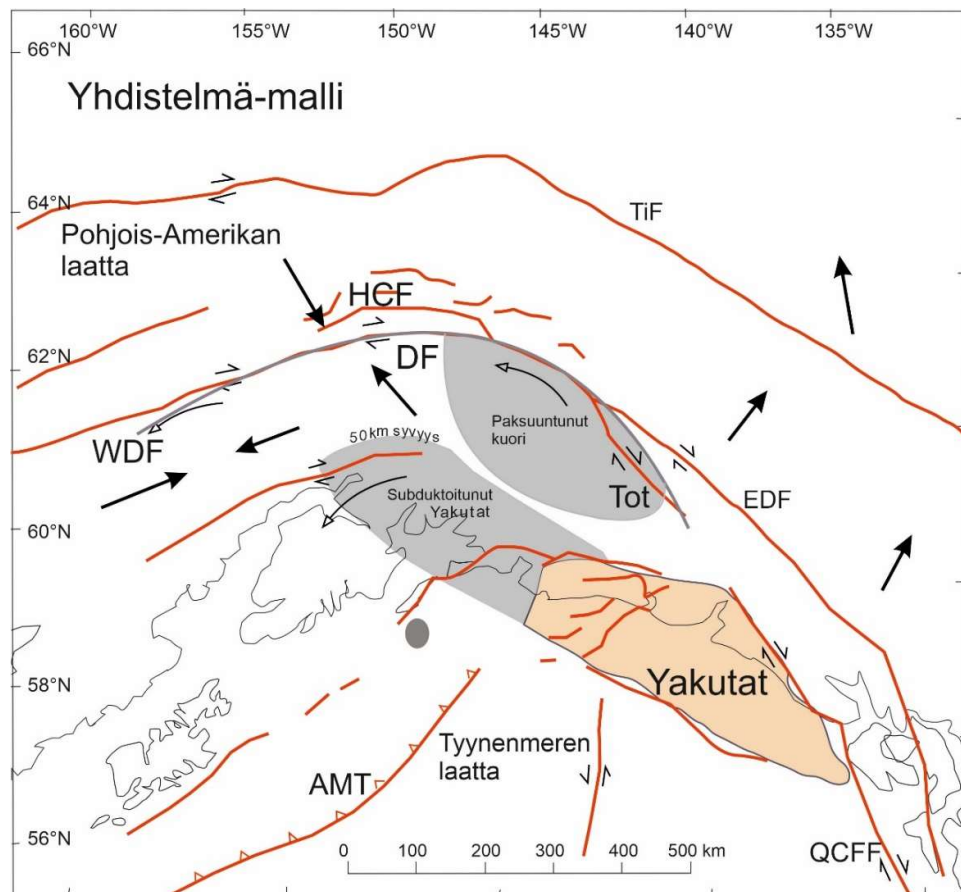 160°W 155°W 150°W 145°W 140°W 135°W
66°N
Yhdistelmä-malli
64°N
TiF
Pohjois-Amerikan
laatta
HCF
62°N
DF
Paksuuntunut
kuori
50km syvyys
WDF
Subduktoitunut
Yakutat
Tot
EDF
60°N
58°N
Yakutat
Tyynenmeren
laatta
AMT
56°N
0 100 200 300 400 500 km
QCFF